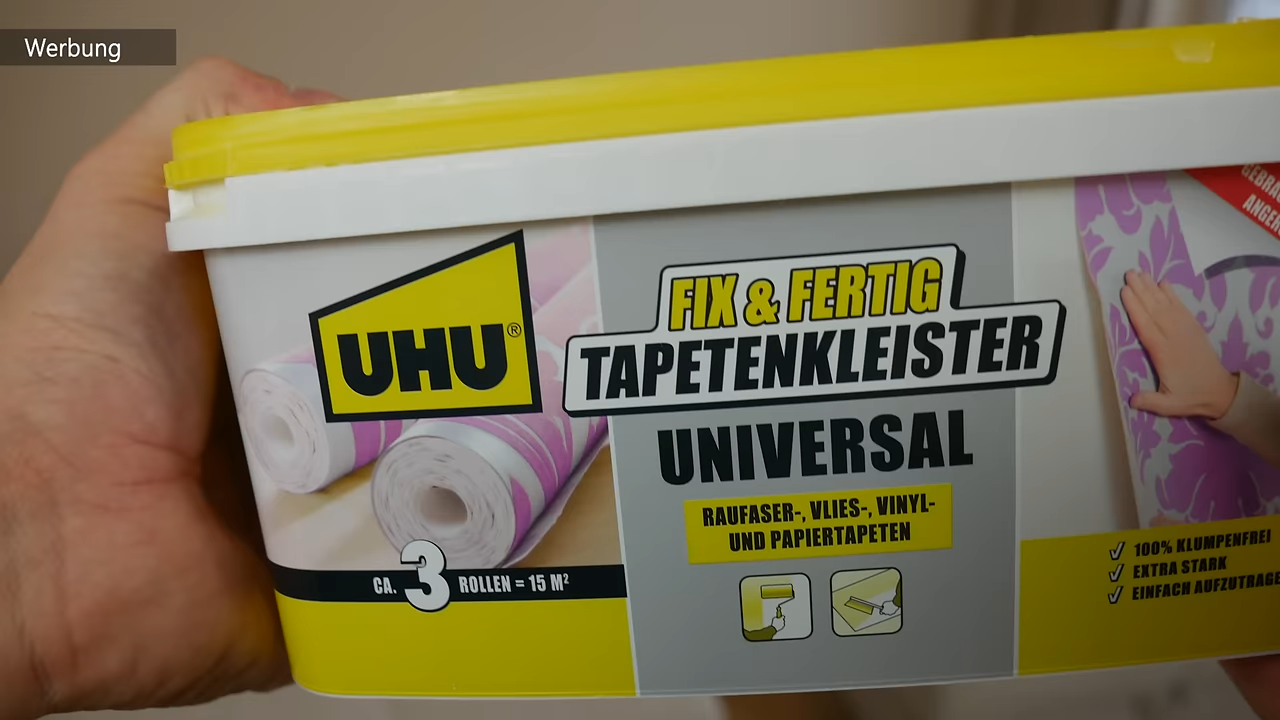 Werbung
UHU®
FIX & FERTIG
TAPETENKLEISTER
UNIVERSAL
RAUFASER-, VLIES-, VINYL-
UND PAPIERTAPETEN
CA. 3 ROLLEN = 15 M²
100% KLUMPENFREI
EXTRA STARK
EINFACH